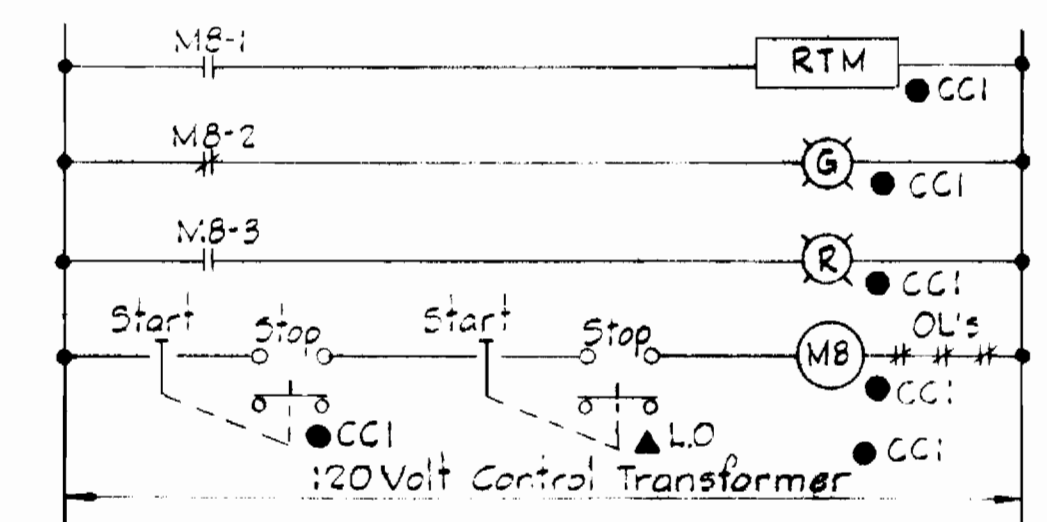 M8-1
RTM
CC1
M8-2
G
CC1
M8-3
R
CC1
Start Stop Start Stop M8 OL's
CC1
CC1 L.O CC1
120 Volt Control Transformer